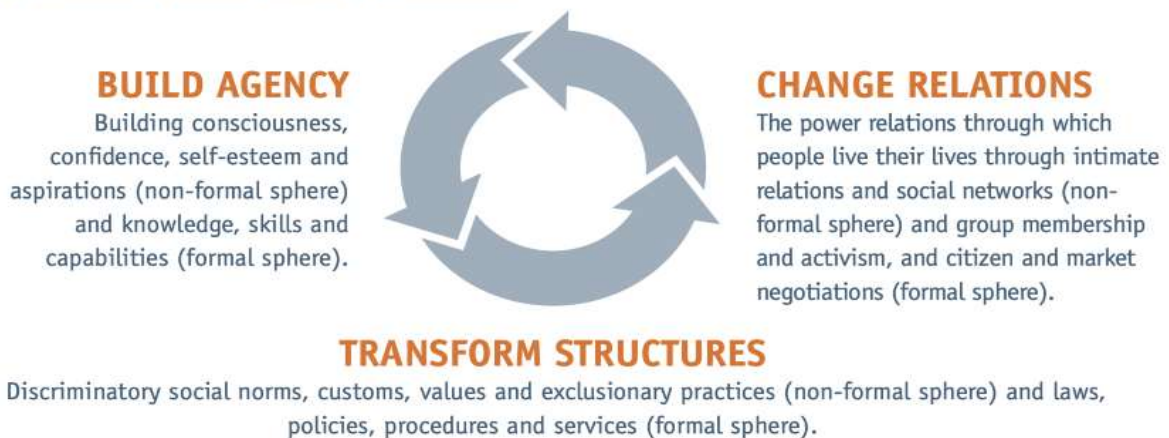 BUILD AGENCY
Building consciousness,
confidence, self-esteem and
aspirations (non-formal sphere)
and knowledge, skills and
capabilities (formal sphere).
CHANGE RELATIONS
The power relations through which
people live their lives through intimate
relations and social networks (non-
formal sphere) and group membership
and activism, and citizen and market
negotiations (formal sphere).
TRANSFORM STRUCTURES
Discriminatory social norms, customs, values and exclusionary practices (non-formal sphere) and laws,
policies, procedures and services (formal sphere).